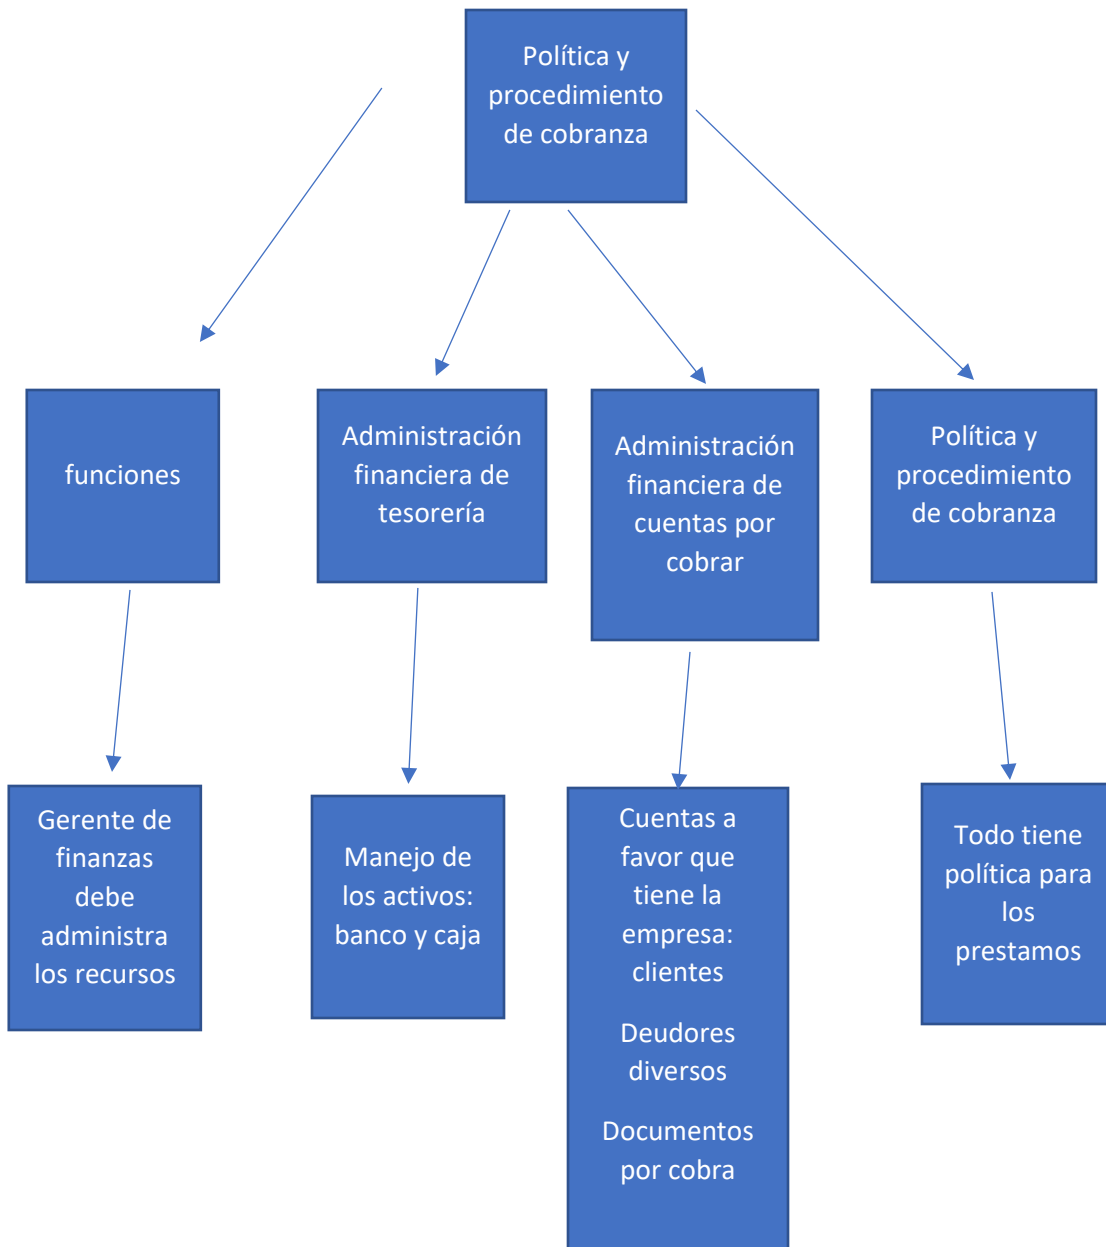 Política y
procedimiento
de cobranza
funciones
Administración
financiera de
tesorería
Administración
financiera de
cuentas por
cobrar
Política y
procedimiento
de cobranza
Gerente de
finanzas
debe
administra
los recursos
Manejo de
los activos:
banco y caja
Cuentas a
favor que
tiene la
empresa:
clientes
Deudores
diversos
Documentos
por cobra
Todo tiene
política para
los
prestamos